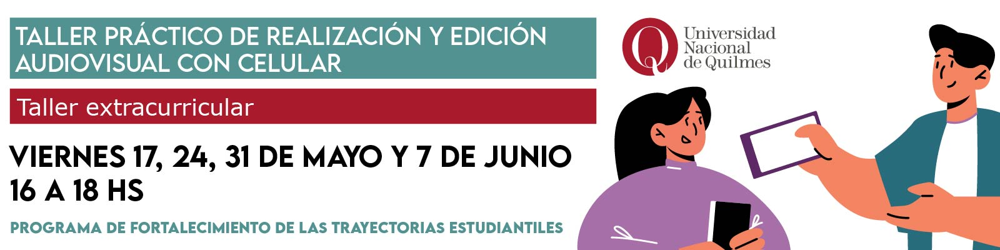 TALLER PRÁCTICO DE REALIZACIÓN Y EDICIÓN
AUDIOVISUAL CON CELULAR
Taller extracurricular
VIERNES 17, 24, 31 DE MAYO Y 7 DE JUNIO
16 A 18 HS
PROGRAMA DE FORTALECIMIENTO DE LAS TRAYECTORIAS ESTUDIANTILES
Q
Universidad
Nacional
de Quilmes